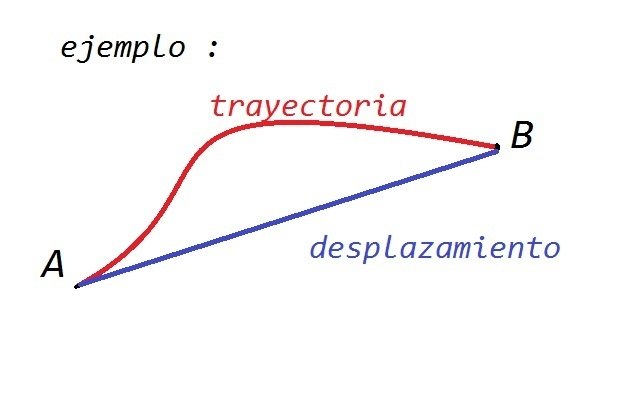 ejemplo :
trayectoria
B
desplazamiento
A